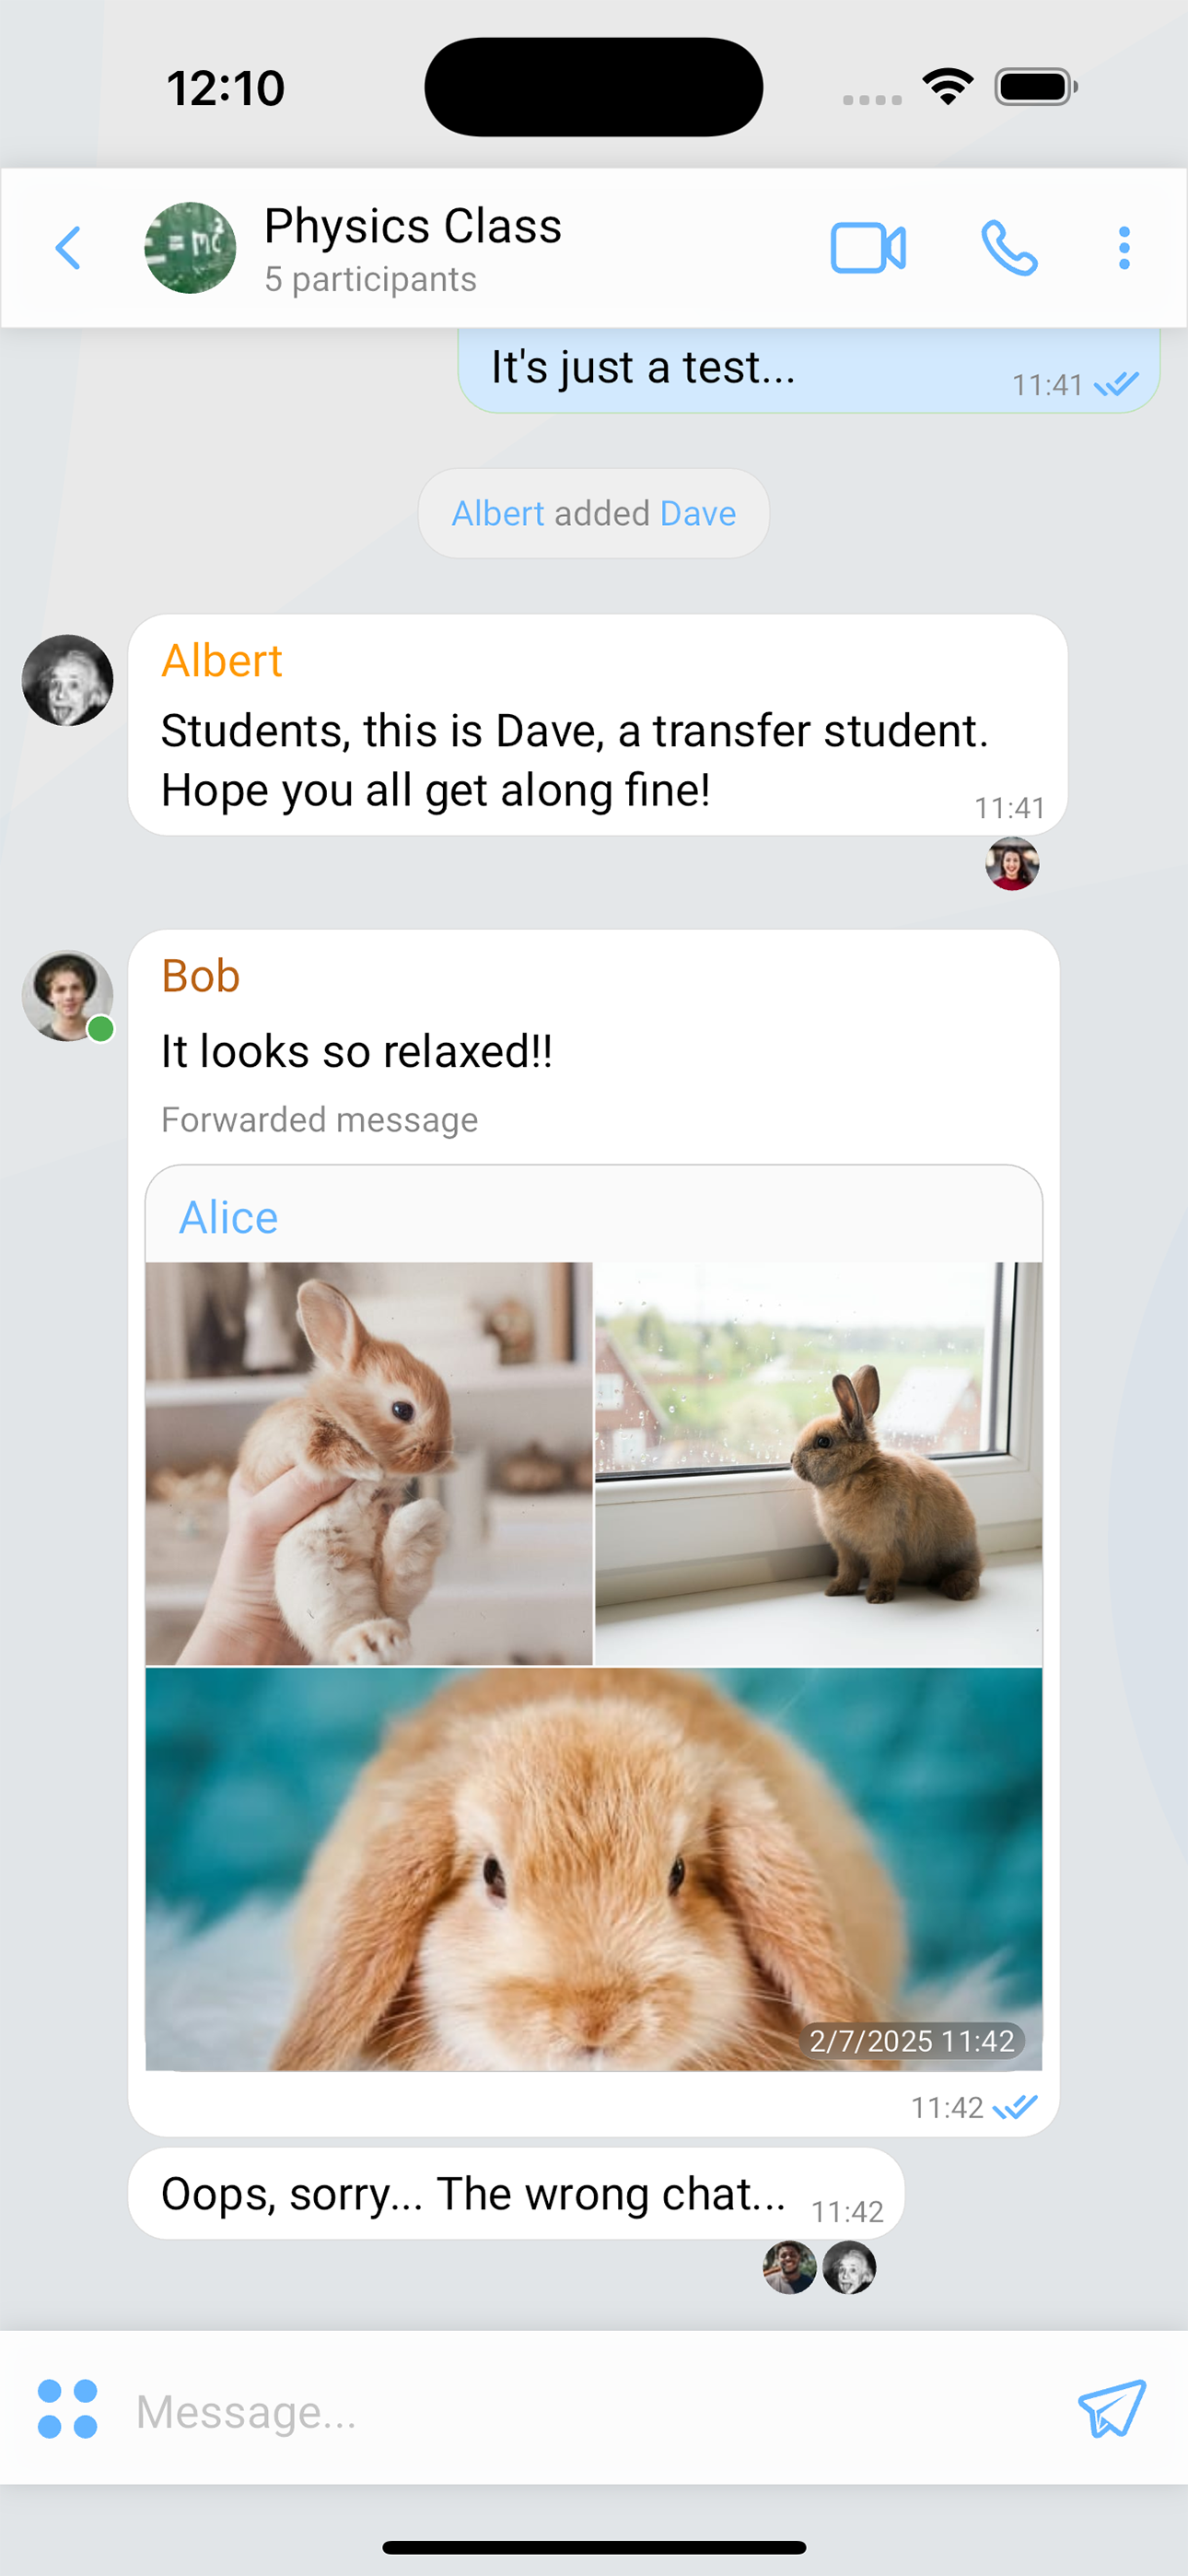 12:10
= mc²
Physics Class
5 participants
It's just a test...
11:41
Albert added Dave
Albert
Students, this is Dave, a transfer student.
Hope you all get along fine!
11:41
Bob
It looks so relaxed!!
Forwarded message
Alice
2/7/2025 11:42
11:42
Oops, sorry... The wrong chat...
11:42
Message...